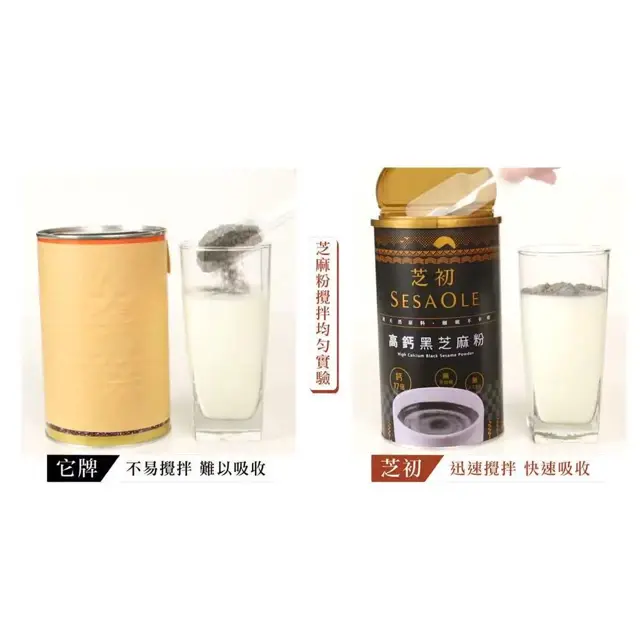 芝麻粉攪拌均勻實驗
芝初
SESAOLE
高鈣黑芝麻粉
High Calcium Black Sesame Powder
鈣
它牌
不易攪拌 難以吸收
芝初
迅速攪拌 快速吸收